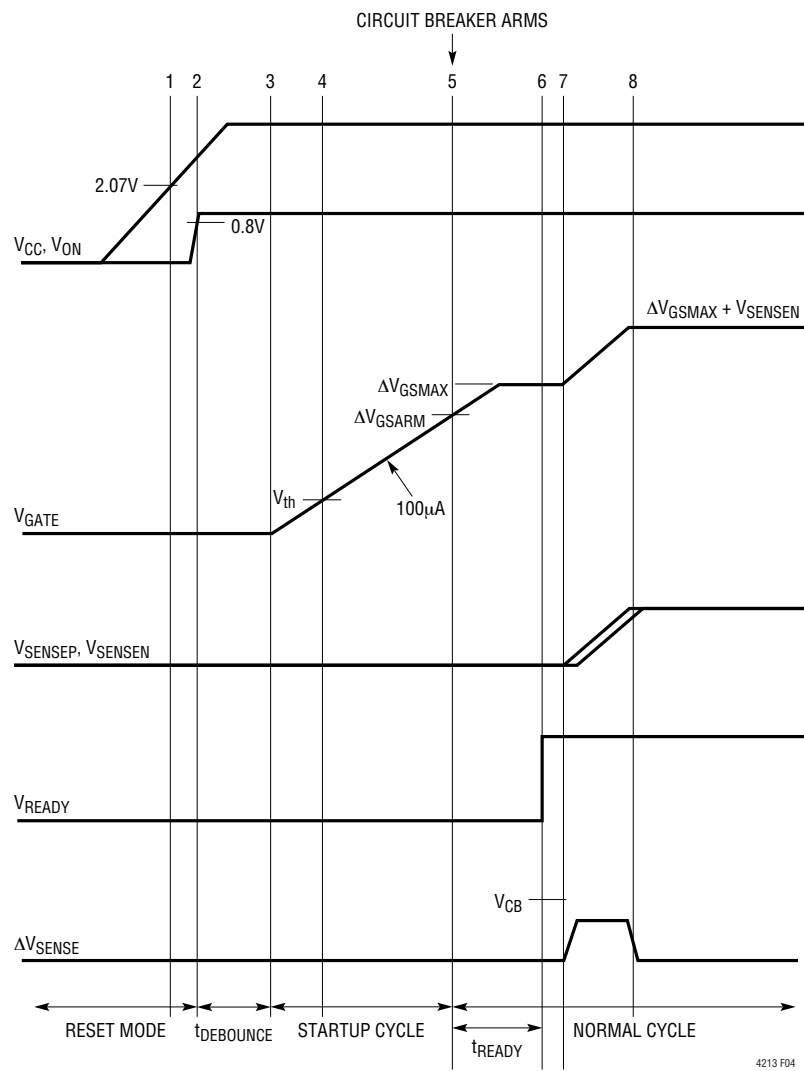 CIRCUIT BREAKER ARMS
1 2 3 4 5 6 7 8
2.07V
0.8V
VCC, VON
ΔVGSMAX + VSENSEN
ΔVGSMAX
ΔVGSARM
Vth
100μA
VGATE
VSENSEP, VSENSEN
VREADY
VCB
ΔVSENSE
RESET MODE tDEBOUNCE STARTUP CYCLE NORMAL CYCLE
tREADY
4213 F04